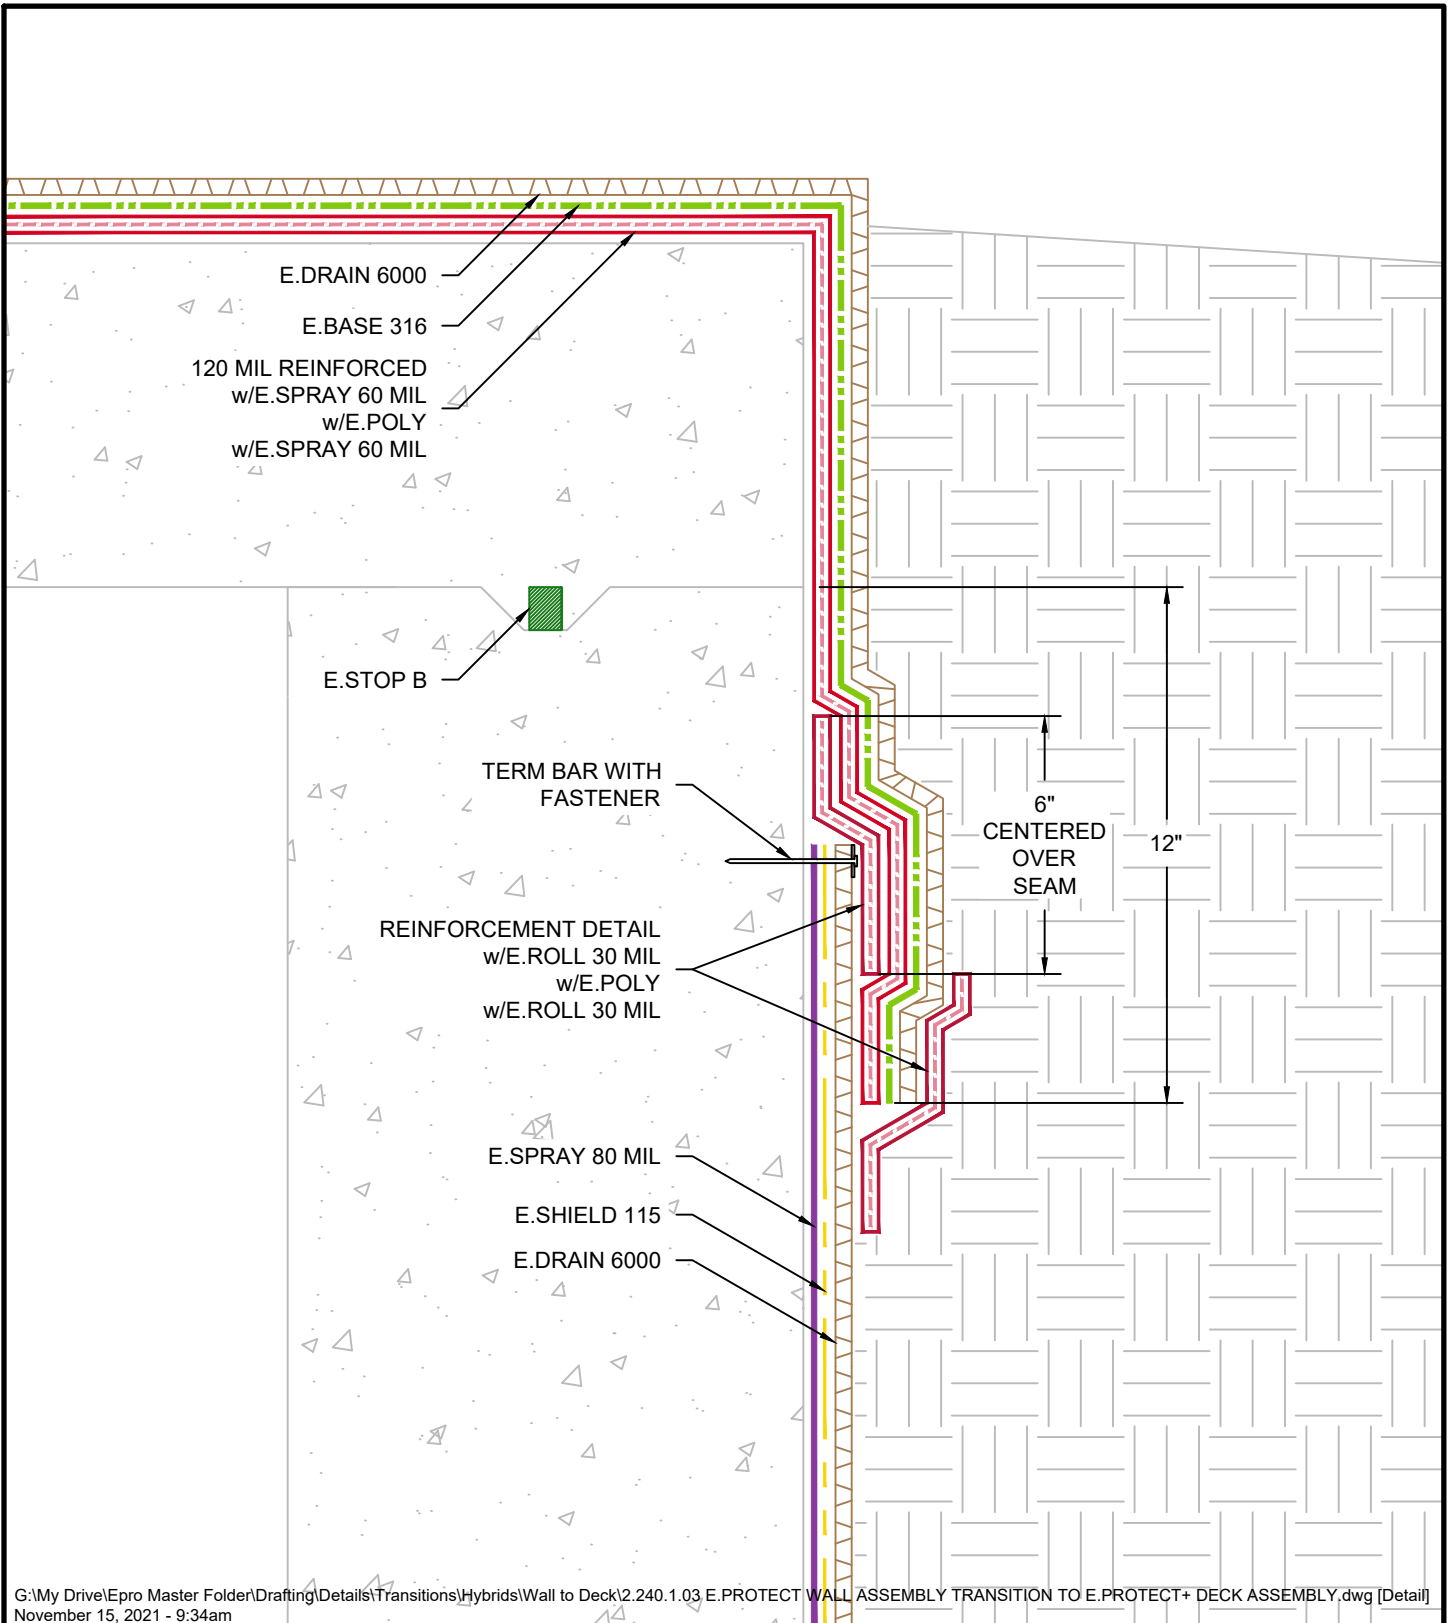 E.DRAIN 6000
E.BASE 316
120 MIL REINFORCED
w/E.SPRAY 60 MIL
w/E.POLY
w/E.SPRAY 60 MIL
E.STOP B
TERM BAR WITH
FASTENER
6"
CENTERED
OVER
SEAM
12"
REINFORCEMENT DETAIL
w/E.ROLL 30 MIL
w/E.POLY
w/E.ROLL 30 MIL
E.SPRAY 80 MIL
E.SHIELD 115
E.DRAIN 6000
G:\My Drive\Epro Master Folder\Drafting\Details\Transitions\Hybrids\Wall to Deck\2.240.1.03 E.PROTECT WALL ASSEMBLY TRANSITION TO E.PROTECT+ DECK ASSEMBLY.dwg [Detail]
November 15, 2021 - 9:34am